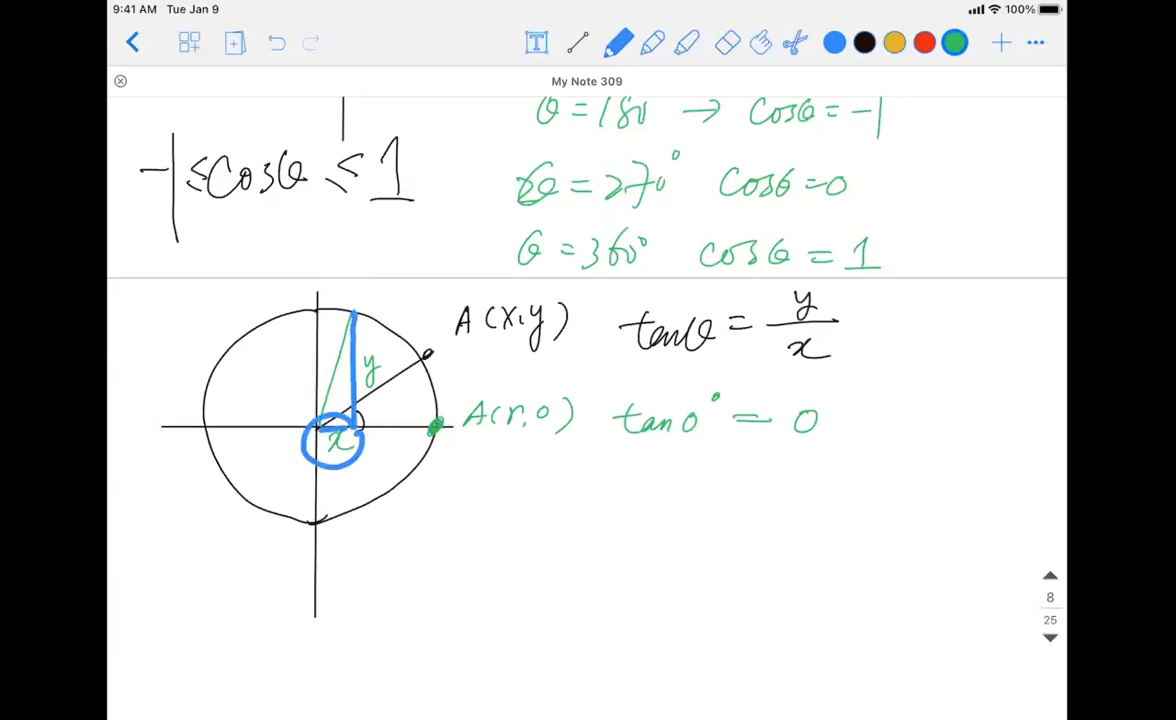 9:41 AM Tue Jan 9 100%
My Note 309
θ = 180 → cosθ = -1
-1 ≤ cosθ ≤ 1
θ = 270° cosθ = 0
θ = 360° cosθ = 1
A(x,y) tanθ = y/x
y
A(r,0) tan0° = 0
x
8
25